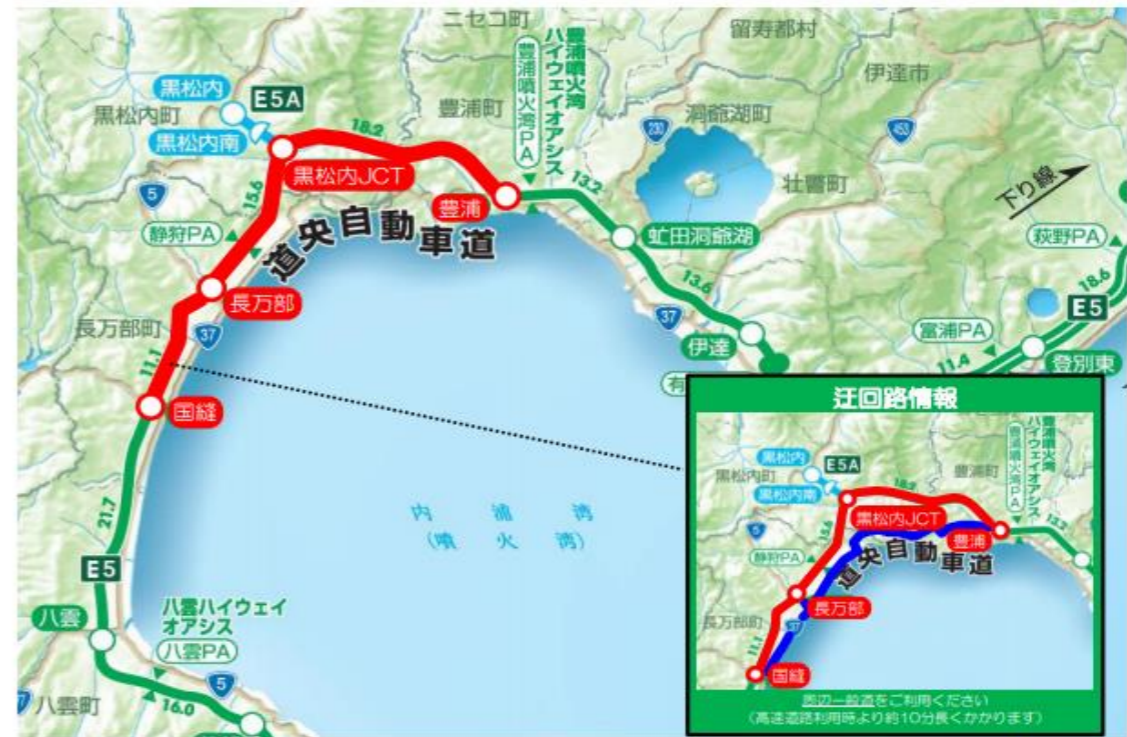 ニセコ町
留寿都村
伊達市
黒松内
E5A
黒松内町
黒松内南
18.2
豊浦町
豊浦噴火湾
ハイウェイオアシス
豊浦噴火湾PA
洞爺湖町
230
453
壮瞥町
黒松内JCT
5
15.6
静狩PA
豊浦
13.2
虻田洞爺湖
下り線
萩野PA
道央自動車道
長万部
長万部町
37
11.1
国縫
13.6
37
伊達
18.6
E5
富浦PA
11.4
登別東
有
21.7
内浦湾
(噴火湾)
E5
八雲
八雲ハイウェイ
オアシス
八雲PA
5
16.0
八雲町
迂回路情報
黒松内
E5A
黒松内町
黒松内南
18.2
豊浦町
豊浦噴火湾
ハイウェイオアシス
豊浦噴火湾PA
黒松内JCT
5
15.6
静狩PA
豊浦
13.2
道央自動車道
長万部
長万部町
37
11.1
国縫
周辺一般道をご利用ください
(高速道路利用時より約10分長くかかります)